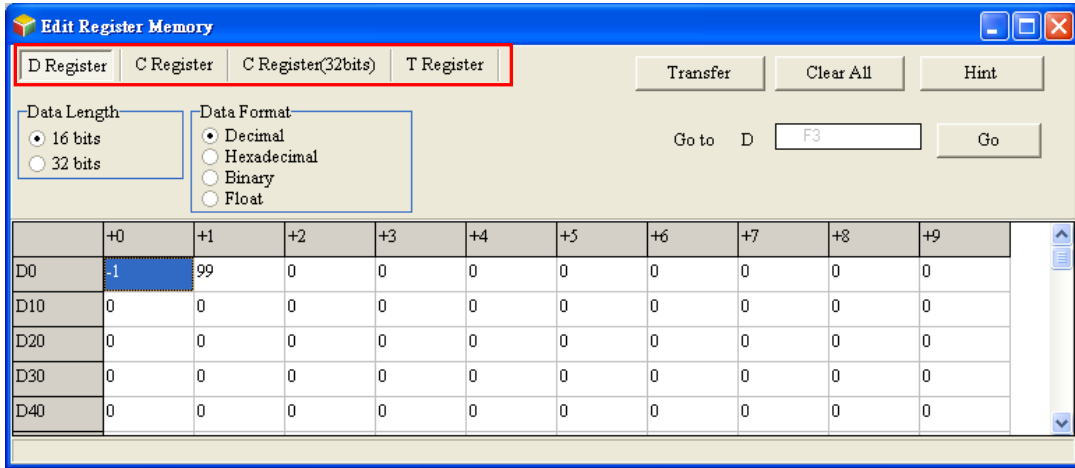 Edit Register Memory
D Register C Register C Register(32bits) T Register Transfer Clear All Hint
Data Length Data Format
16 bits Decimal Go to D F3 Go
32 bits Hexadecimal
Binary
Float
+0 +1 +2 +3 +4 +5 +6 +7 +8 +9
D0 -1 99 0 0 0 0 0 0 0 0
D10 0 0 0 0 0 0 0 0 0 0
D20 0 0 0 0 0 0 0 0 0 0
D30 0 0 0 0 0 0 0 0 0 0
D40 0 0 0 0 0 0 0 0 0 0